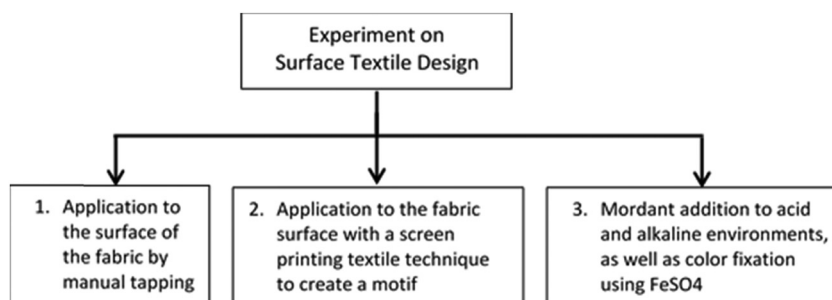 Experiment on
Surface Textile Design
1. Application to
the surface of
the fabric by
manual tapping
2. Application to the fabric
surface with a screen
printing textile technique
to create a motif
3. Mordant addition to acid
and alkaline environments,
as well as color fixation
using FeSO4